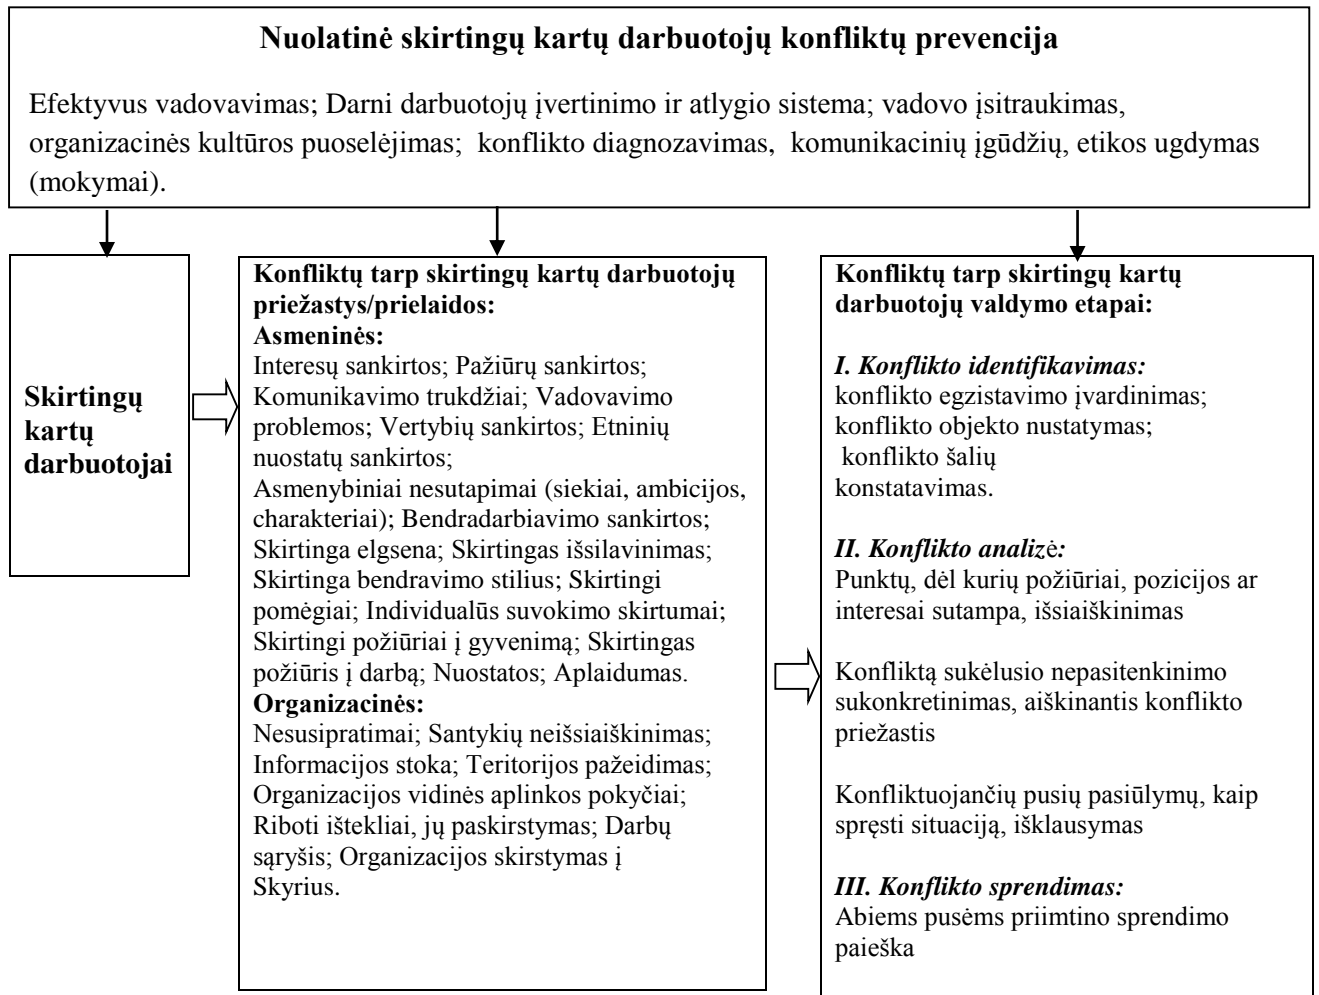 Nuolatinė skirtingų kartų darbuotojų konfliktų prevencija
Efektyvus vadovavimas; Darni darbuotojų įvertinimo ir atlygio sistema; vadovo įsitraukimas,
organizacinės kultūros puoselėjimas; konflikto diagnozavimas, komunikacinių įgūdžių, etikos ugdymas
(mokymai).
Skirtingų
kartų
darbuotojai
Konfliktų tarp skirtingų kartų darbuotojų
priežastys/prielaidos:
Asmeninės:
Interesų sankirtos; Pažiūrų sankirtos;
Komunikavimo trukdžiai; Vadovavimo
problemos; Vertybių sankirtos; Etninių
nuostatų sankirtos;
Asmenybiniai nesutapimai (siekiai, ambicijos,
charakteriai); Bendradarbiavimo sankirtos;
Skirtinga elgsena; Skirtingas išsilavinimas;
Skirtinga bendravimo stilius; Skirtingi
pomėgiai; Individualūs suvokimo skirtumai;
Skirtingi požiūriai į gyvenimą; Skirtingas
požiūris į darbą; Nuostatos; Aplaidumas.
Organizacinės:
Nesusipratimai; Santykių neišsiaiškinimas;
Informacijos stoka; Teritorijos pažeidimas;
Organizacijos vidinės aplinkos pokyčiai;
Riboti ištekliai, jų paskirstymas; Darbų
sąryšis; Organizacijos skirstymas į
Skyrius.
Konfliktų tarp skirtingų kartų
darbuotojų valdymo etapai:
I. Konflikto identifikavimas:
konflikto egzistavimo įvardinimas;
konflikto objekto nustatymas;
konflikto šalių
konstatavimas.
II. Konflikto analizė:
Punktų, dėl kurių požiūriai, pozicijos ar
interesai sutampa, išsiaiškinimas
Konfliktą sukėlusio nepasitenkinimo
sukonkretinimas, aiškinantis konflikto
priežastis
Konfliktuojančių pusių pasiūlymų, kaip
spręsti situaciją, išklausymas
III. Konflikto sprendimas:
Abiems pusėms priimtino sprendimo
paieška